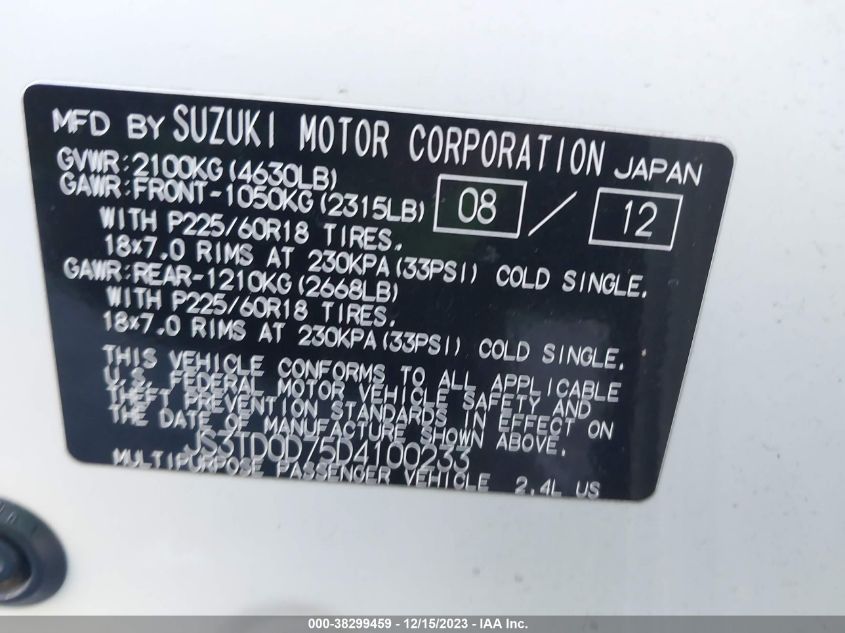 MFD BY SUZUKI MOTOR CORPORATION JAPAN
GVWR:2100KG(4630LB)
GAWR:FRONT-1050KG(2315LB) 08 / 12
WITH P225/60R18 TIRES.
18x7.0 RIMS AT 230KPA(33PSI) COLD SINGLE.
GAWR:REAR-1210KG(2668LB)
WITH P225/60R18 TIRES.
18x7.0 RIMS AT 230KPA(33PSI) COLD SINGLE.
THIS VEHICLE CONFORMS TO ALL APPLICABLE
U.S. FEDERAL MOTOR VEHICLE SAFETY AND
THEFT PREVENTION STANDARDS IN EFFECT ON
THE DATE OF MANUFACTURE SHOWN ABOVE.
JS3TD0D75D4100233
MULTIPURPOSE PASSENGER VEHICLE 2.4L US
000-38299459 - 12/15/2023 - IAA Inc.